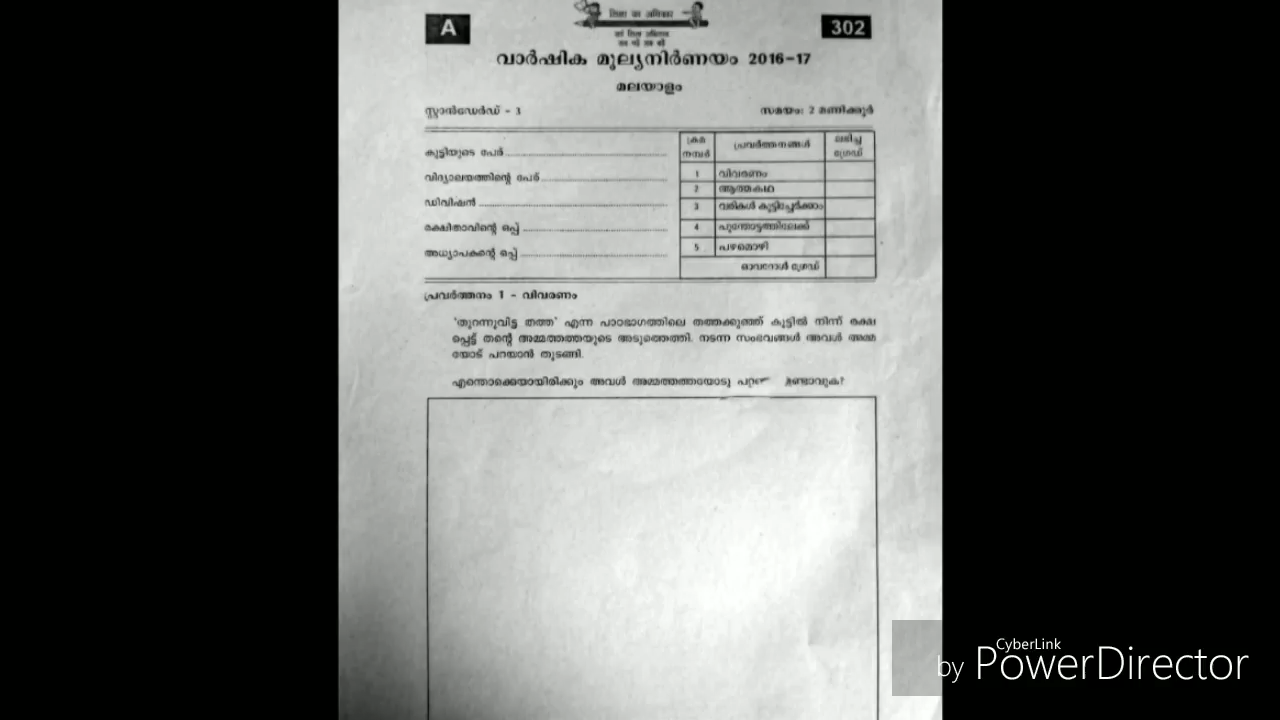 A
302
शिक्षा का अधिकार
सर्व शिक्षा अभियान
വാർഷിക മൂല്യനിർണയം 2016-17
മലയാളം
സ്റ്റാൻഡേർഡ് - 3
സമയം: 2 മണിക്കൂർ
കുട്ടിയുടെ പേര്
വിദ്യാലയത്തിന്റെ പേര്
ഡിവിഷൻ
രക്ഷിതാവിന്റെ ഒപ്പ്
അധ്യാപകന്റെ ഒപ്പ്
ക്രമ നമ്പർ പ്രവർത്തനങ്ങൾ ലഭിച്ച ഗ്രേഡ്
1 വിവരണം
2 ആത്മകഥ
3 വരികൾ കൂട്ടിച്ചേർക്കാം
4 പൂന്തോട്ടത്തിലേക്ക്
5 പഴമൊഴി
ഓവറോൾ ഗ്രേഡ്
പ്രവർത്തനം 1 - വിവരണം
'തുറന്നുവിട്ട തത്ത' എന്ന പാഠഭാഗത്തിലെ തത്തക്കുഞ്ഞ് കൂട്ടിൽ നിന്ന് രക്ഷ
പ്പെട്ട് തന്റെ അമ്മത്തത്തയുടെ അടുത്തെത്തി. നടന്ന സംഭവങ്ങൾ അവൾ അമ്മ
യോട് പറയാൻ തുടങ്ങി.
എന്തൊക്കെയായിരിക്കും അവൾ അമ്മത്തത്തയോടു
CyberLink
by PowerDirector